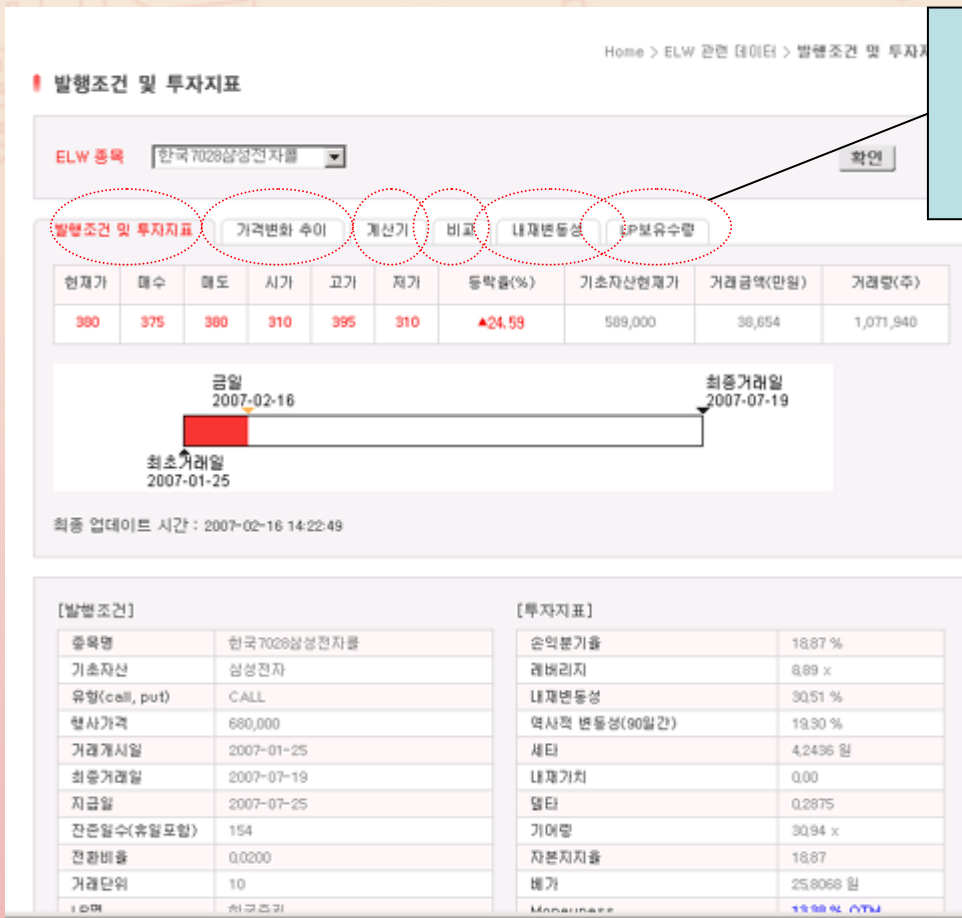 Home > ELW 관련 데이터 > 발행조건 및 투자지
발행조건 및 투자지표
ELW 종목 한국7028삼성전자콜 확인
발행조건 및 투자지표 가격변화 추이 계산기 비교 내재변동성 LP보유수량
현재가 매수 매도 시가 고가 저가 등락율(%) 기초자산현재가 거래금액(만원) 거래량(주)
380 375 380 310 395 310 ▲24.59 589,000 38,654 1,071,940
금일 최종거래일
2007-02-16 2007-07-19
최초거래일
2007-01-25
최종 업데이트 시간 : 2007-02-16 14:22:49
[발행조건] [투자지표]
종목명 한국7028삼성전자콜 손익분기율 18.87 %
기초자산 삼성전자 레버리지 8.89 x
유형(call, put) CALL 내재변동성 30.51 %
행사가격 680,000 역사적 변동성(90일간) 19.30 %
거래개시일 2007-01-25 세타 4.2436 원
최종거래일 2007-07-19 내재가치 0.00
지급일 2007-07-25 델타 0.2875
잔존일수(휴일포함) 154 기어링 30.94 x
전환비율 0.0200 자본지지율 18.87
거래단위 10 베가 25.8068 원
LP명 한국증권 Moneyness 13.38 % OTM